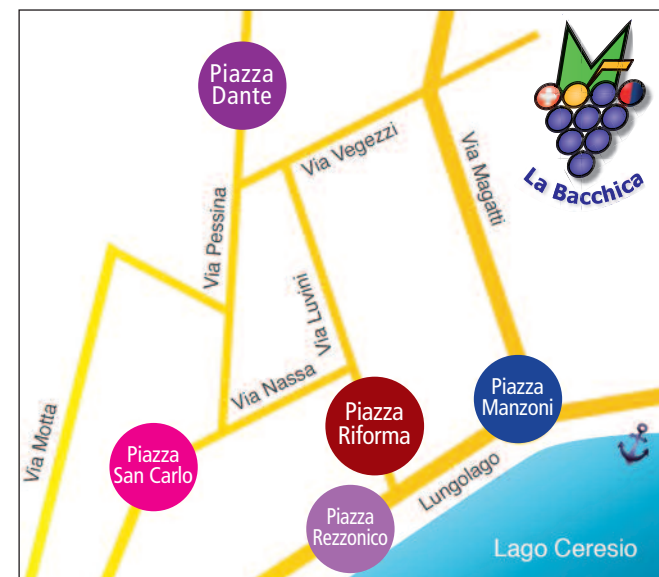 Piazza
Dante
La Bacchica
Via Vegezzi
Via Magatti
Via Pessina
Via Luvini
Via Nassa
Via Motta
Piazza
Manzoni
Piazza
Riforma
Piazza
San Carlo
Lungolago
Piazza
Rezzonico
Lago Ceresio